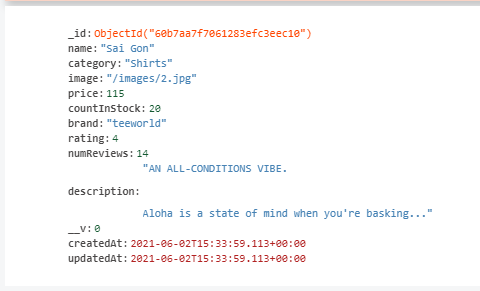 _id: ObjectId("60b7aa7f7061283efc3eec10")
name: "Sai Gon"
category: "Shirts"
image: "/images/2.jpg"
price: 115
countInStock: 20
brand: "teeworld"
rating: 4
numReviews: 14
"AN ALL-CONDITIONS VIBE.
description:
Aloha is a state of mind when you're basking..."
__v: 0
createdAt: 2021-06-02T15:33:59.113+00:00
updatedAt: 2021-06-02T15:33:59.113+00:00